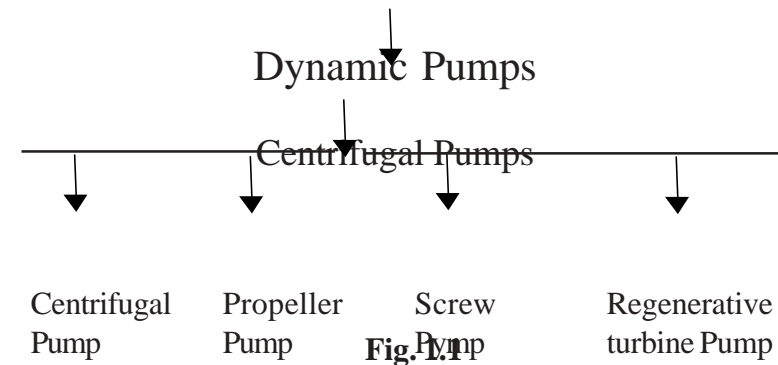 Dynamic Pumps
Centrifugal Pumps
Centrifugal Propeller Screw Regenerative
Pump Pump Pump turbine Pump
Fig. 1.1